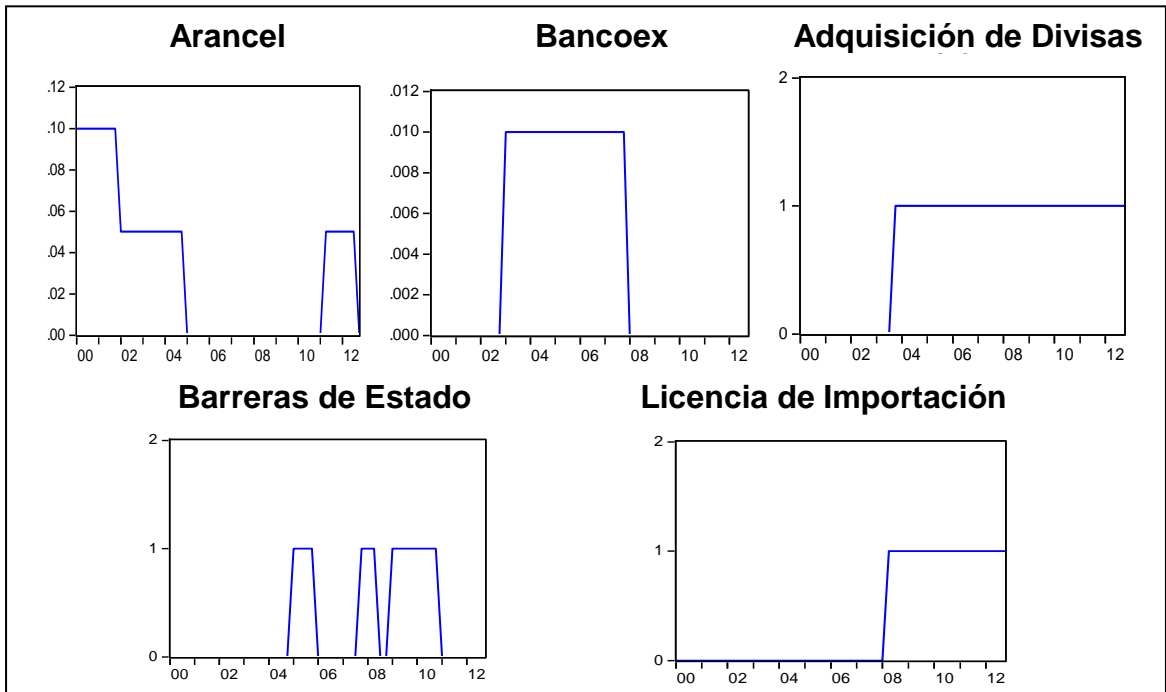 Arancel
Bancoex
Adquisición de Divisas
.12
.10
.08
.06
.04
.02
.00
00 02 04 06 08 10 12
.012
.010
.008
.006
.004
.002
.000
00 02 04 06 08 10 12
2
1
0
00 02 04 06 08 10 12
Barreras de Estado
Licencia de Importación
2
1
0
00 02 04 06 08 10 12
2
1
0
00 02 04 06 08 10 12